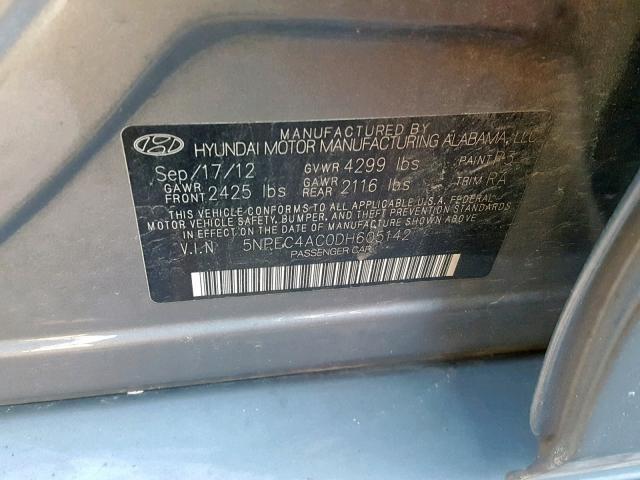 MANUFACTURED BY
HYUNDAI MOTOR MANUFACTURING ALABAMA, LLC
Sep/17/12 GVWR 4299 lbs PAINT R3
GAWR FRONT 2425 lbs GAWR REAR 2116 lbs TRIM RA
THIS VEHICLE CONFORMS TO ALL APPLICABLE U.S.A. FEDERAL
MOTOR VEHICLE SAFETY, BUMPER, AND THEFT PREVENTION STANDARDS
IN EFFECT ON THE DATE OF MANUFACTURE SHOWN ABOVE.
V.I.N 5NPEC4AC0DH605142
PASSENGER CAR